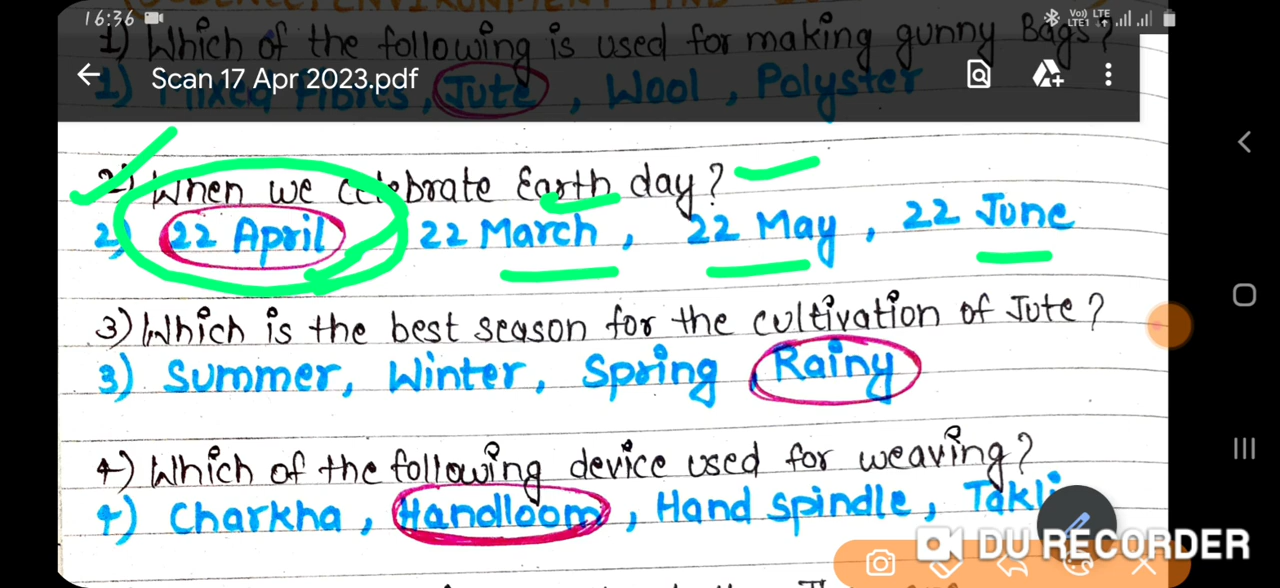 16:36 Vo)) LTE LTE1
1) Which of the following is used for making gunny Bags?
Scan 17 Apr 2023.pdf
1) Mixed Fibres, Jute, Wool, Polyster
2) When we celebrate Earth day?
2) 22 April 22 March, 22 May, 22 June
3) Which is the best season for the cultivation of Jute?
3) Summer, Winter, Spring Rainy
4) Which of the following device used for weaving?
4) Charkha, Handloom, Hand spindle, Takli
DU RECORDER